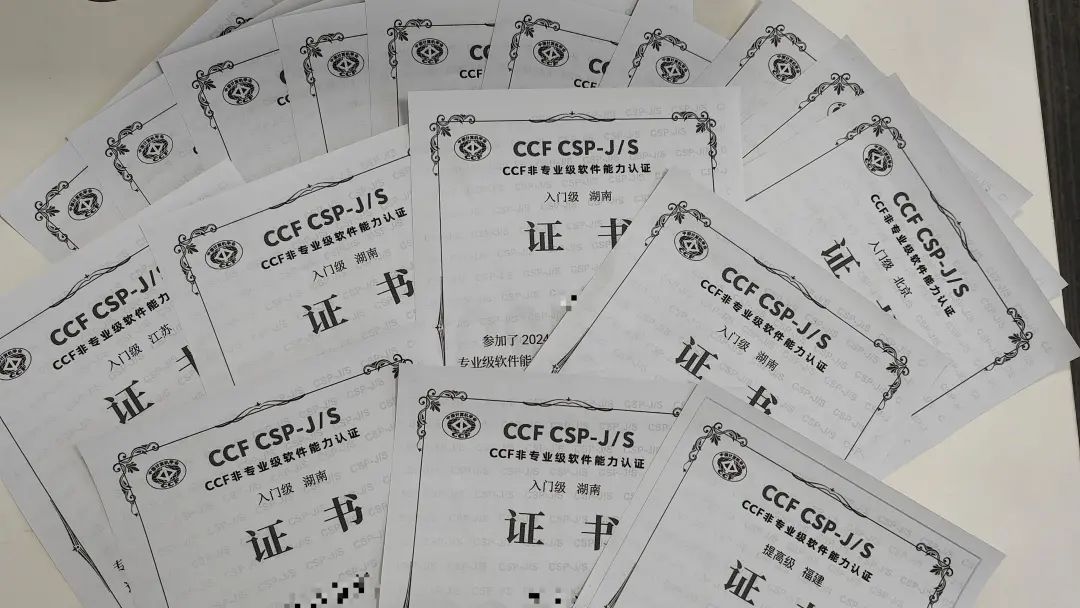 CCF CSP-J/S
CCF非专业级软件能力认证
入门级 湖南
证 书
参加了 2024
专业级软件能
CCF CSP-J/S
CCF非专业级软件能力认证
入门级 湖南
证 书
CCF CSP-J/S
CCF非专业级软件能力认证
入门级 北京
证
CCF CSP-J/S
CCF非专业级软件能力认证
入门级 江苏
证
CCF CSP-J/S
CCF非专业级软件能力认证
入门级 湖南
证 书
CCF CSP-J/S
CCF非专业级软件能力认证
入门级 湖南
证 书
CCF CSP-J/S
CCF非专业级软件能力认证
入门级 湖南
证 书
CCF CSP-J/S
CCF非专业级软件能力认证
提高级 福建
证